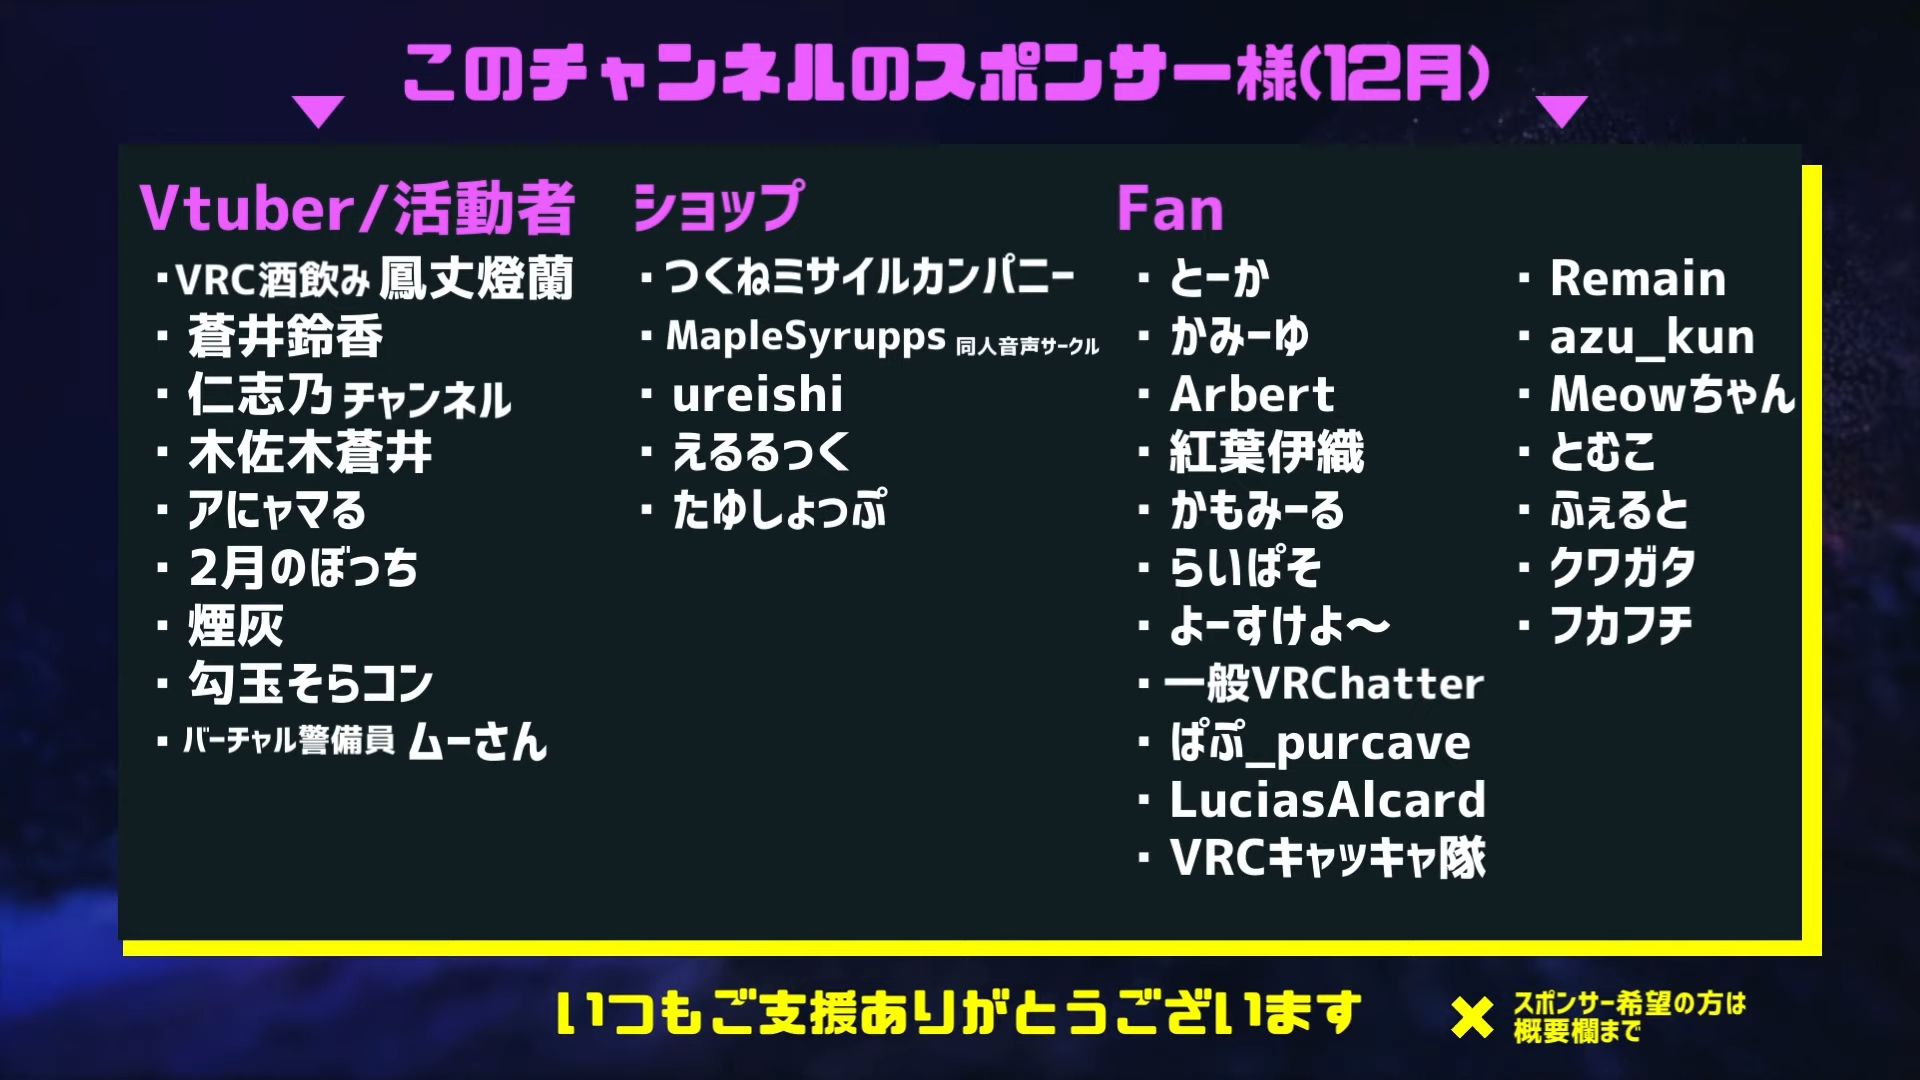 このチャンネルのスポンサー様(12月)
Vtuber/活動者
・VRC酒飲み 鳳丈燈蘭
・蒼井鈴香
・仁志乃 チャンネル
・木佐木蒼井
・アにャマる
・2月のぼっち
・煙灰
・勾玉そらコン
・バーチャル警備員 ムーさん
ショップ
・つくねミサイルカンパニー
・MapleSyrupps 同人音声サークル
・ureishi
・えるるっく
・たゆしょっぷ
Fan
・とーか
・かみーゆ
・Arbert
・紅葉伊織
・かもみーる
・らいぱそ
・よーすけよ〜
・一般VRChatter
・ぱぷ_purcave
・LuciasAlcard
・VRCキャッキャ隊
・Remain
・azu_kun
・Meowちゃん
・とむこ
・ふぇると
・クワガタ
・フカフチ
いつもご支援ありがとうございます
スポンサー希望の方は
概要欄まで